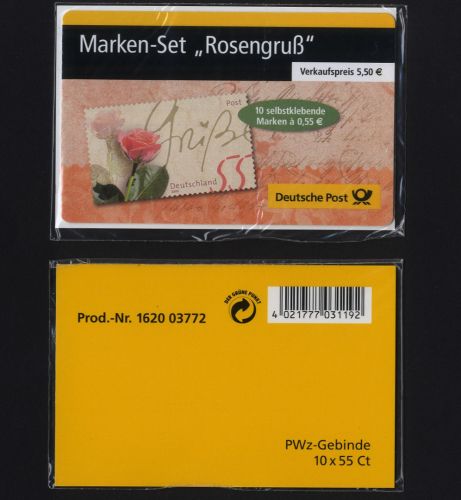 Marken-Set „Rosengruß“
Verkaufspreis 5,50 €
Post
Grüße
10 selbstklebende
Marken à 0,55 €
Deutschland
55
Deutsche Post
DER GRÜNE PUNKT
Prod.-Nr. 1620 03772
4 021777 031192
PWz-Gebinde
10 x 55 Ct